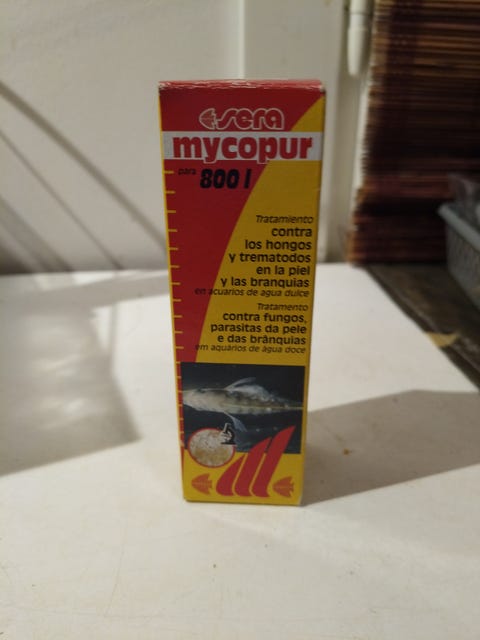 sera
mycopur
para 800 l
Tratamiento
contra
los hongos
y trematodos
en la piel
y las branquias
en acuarios de agua dulce
Tratamento
contra fungos,
parasitas da pele
e das brânquias
em aquários de água doce